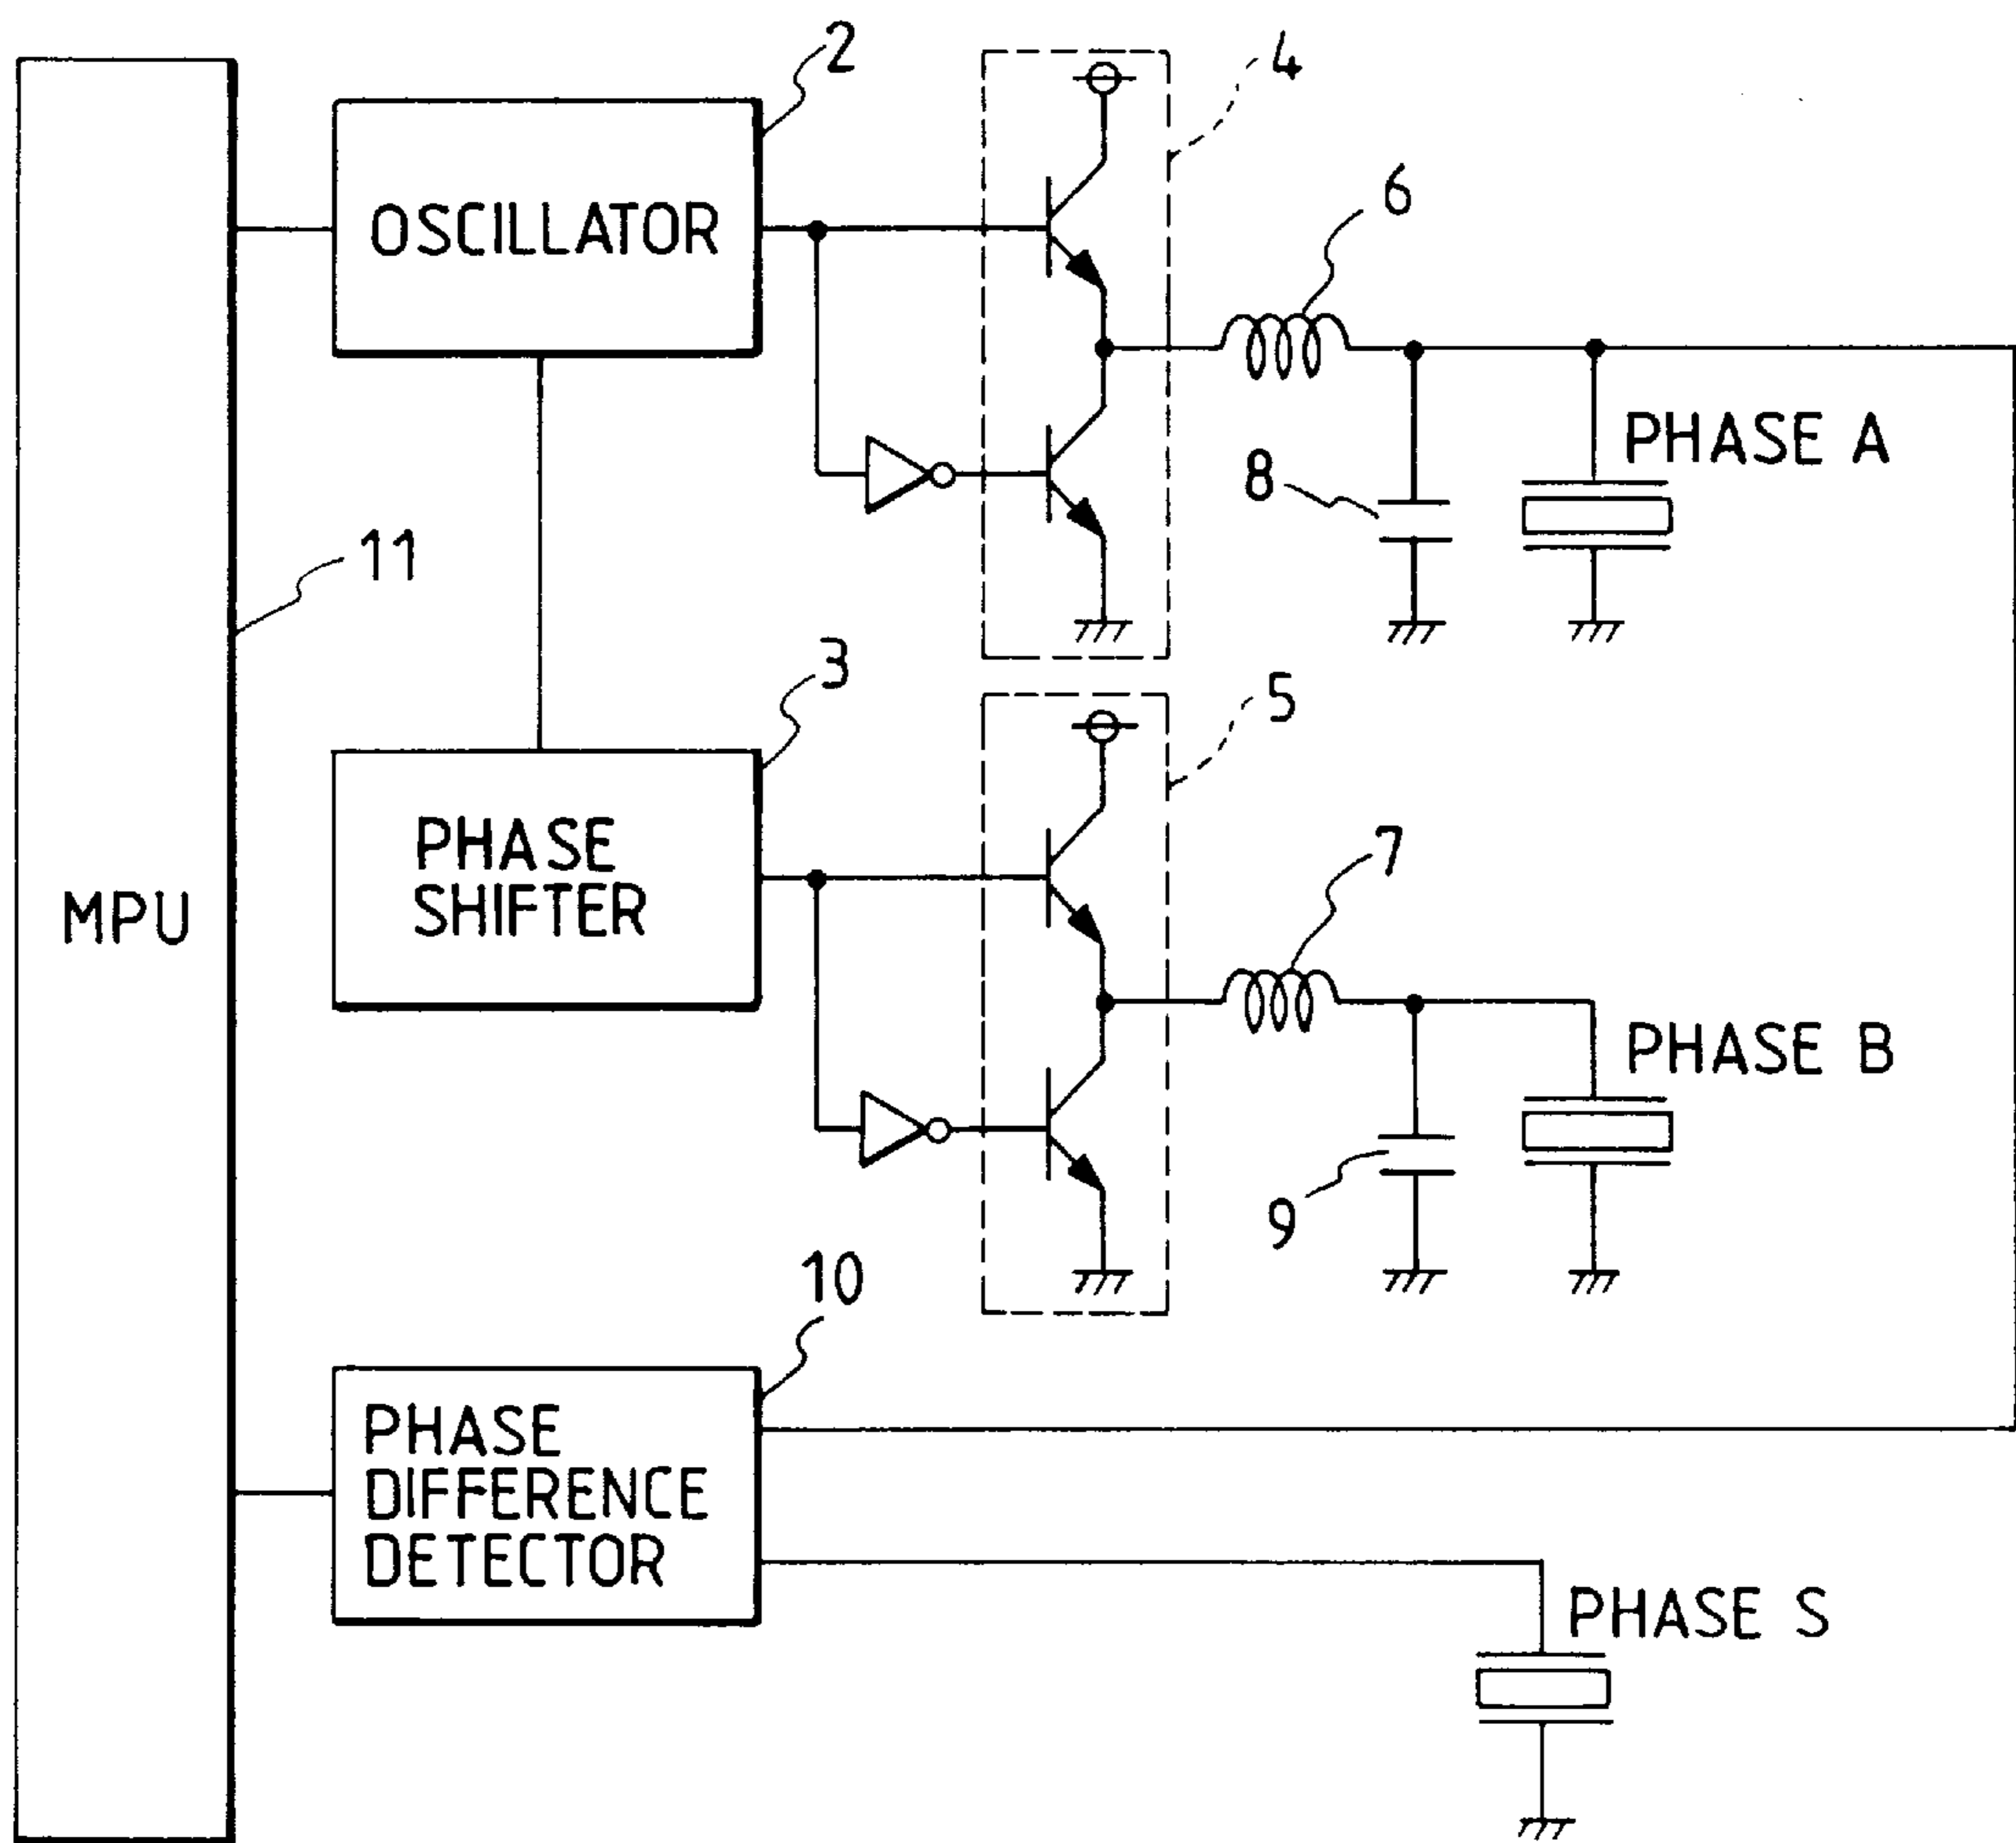 2
4
OSCILLATOR
6
PHASE A
8
11
3
5
PHASE
SHIFTER
7
MPU
PHASE B
9
10
PHASE
DIFFERENCE
DETECTOR
PHASE S